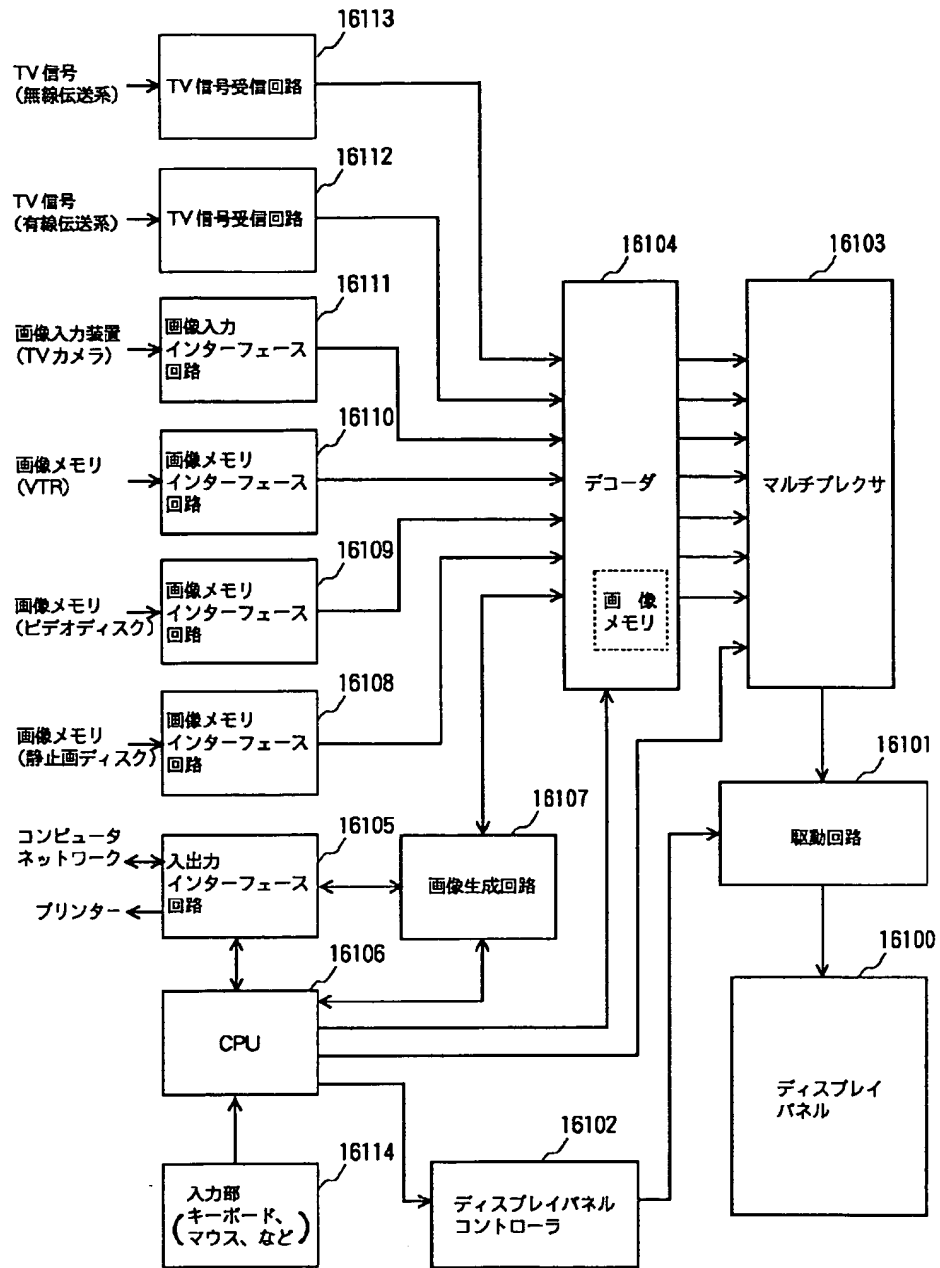 16113
TV信号
(無線伝送系)
TV信号受信回路
16112
TV信号
(有線伝送系)
TV信号受信回路
16104
16103
16111
画像入力装置
(TVカメラ)
画像入力
インターフェース
回路
16110
画像メモリ
(VTR)
画像メモリ
インターフェース
回路
デコーダ
マルチプレクサ
16109
画像メモリ
(ビデオディスク)
画像メモリ
インターフェース
回路
画 像
メモリ
16108
画像メモリ
(静止画ディスク)
画像メモリ
インターフェース
回路
16101
16107
16105
コンピュータ
ネットワーク
プリンター
入出力
インターフェース
回路
画像生成回路
駆動回路
16106
16100
CPU
ディスプレイ
パネル
16102
16114
入力部
(キーボード、
マウス、など)
ディスプレイパネル
コントローラ